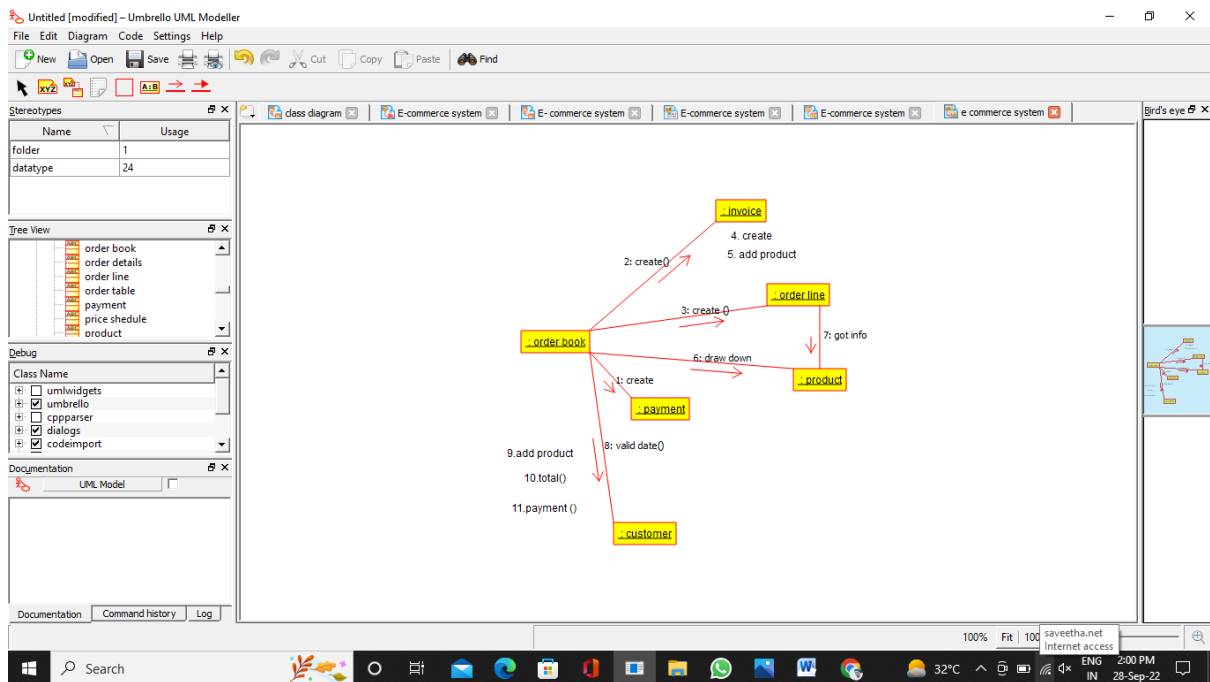 Untitled [modified] – Umbrello UML Modeller
File Edit Diagram Code Settings Help
New Open Save Cut Copy Paste Find
XYZ A:B
Stereotypes
Name Usage
folder 1
datatype 24
Tree View
order book
order details
order line
order table
payment
price shedule
product
Debug
Class Name
umlwidgets
umbrello
cppparser
dialogs
codeimport
Documentation
UML Model
Documentation Command history Log
class diagram E-commerce system E- commerce system E-commerce system E-commerce system e commerce system
Bird's eye
: invoice
4. create
5. add product
2: create()
: order line
3: create ()
7: got info
: order book
6: draw down
: product
1: create
: payment
8: valid date()
9.add product
10.total()
11.payment ()
: customer
100% Fit 100
saveetha.net
Internet access
Search
32°C
ENG
IN
2:00 PM
28-Sep-22